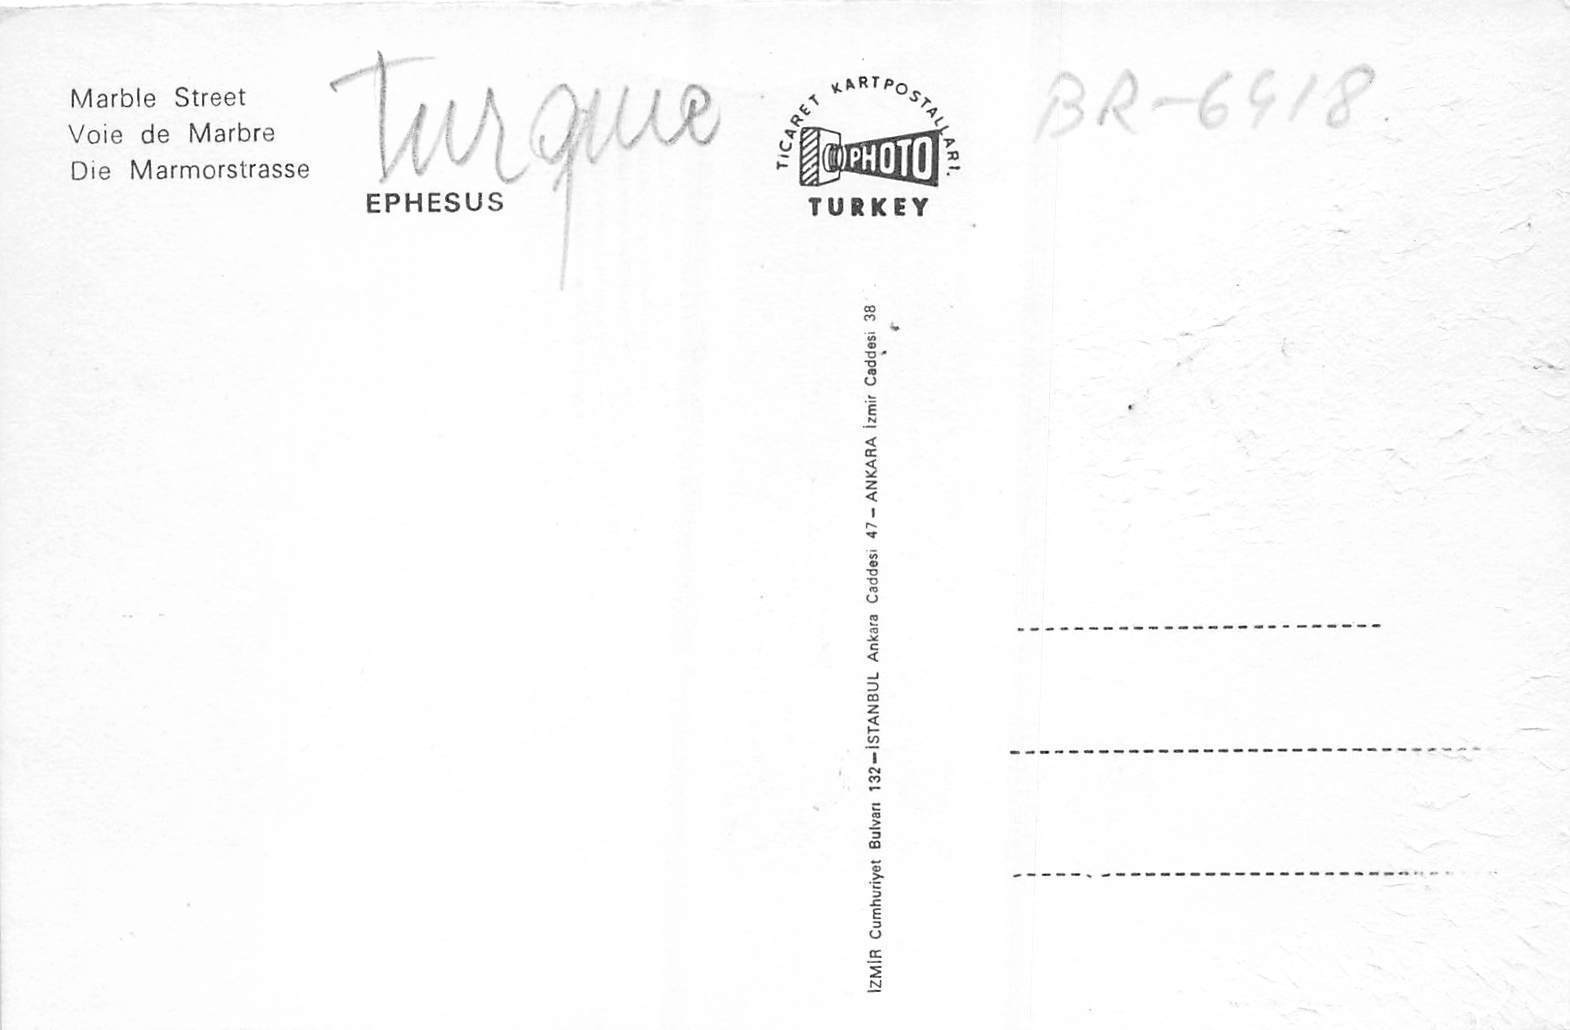 Marble Street
Voie de Marbre
Die Marmorstrasse
EPHESUS
Turque
TİCARET KARTPOSTALLARI.
PHOTO
TURKEY
BR-6918
İZMİR Cumhuriyet Bulvarı 132–İSTANBUL Ankara Caddesi 47– ANKARA İzmir Caddesi 38